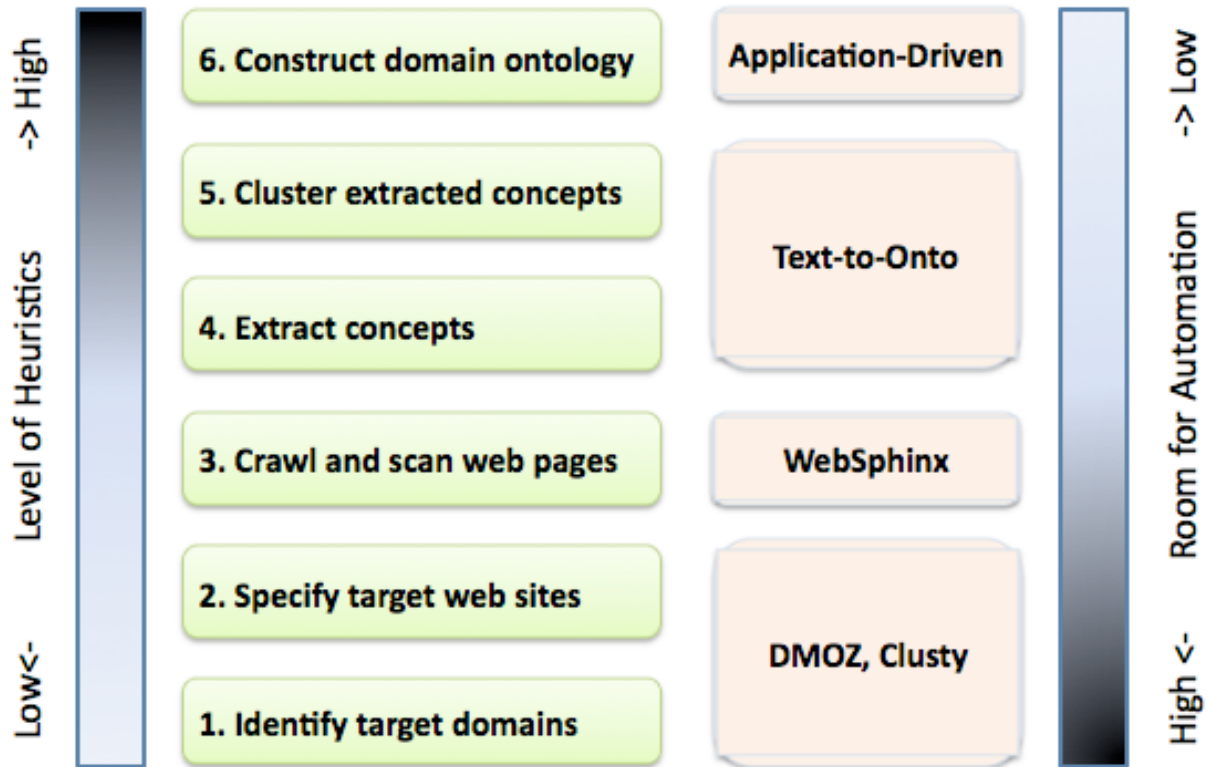 -> High
Level of Heuristics
Low<-
6. Construct domain ontology
5. Cluster extracted concepts
4. Extract concepts
3. Crawl and scan web pages
2. Specify target web sites
1. Identify target domains
Application-Driven
Text-to-Onto
WebSphinx
DMOZ, Clusty
-> Low
Room for Automation
High <-